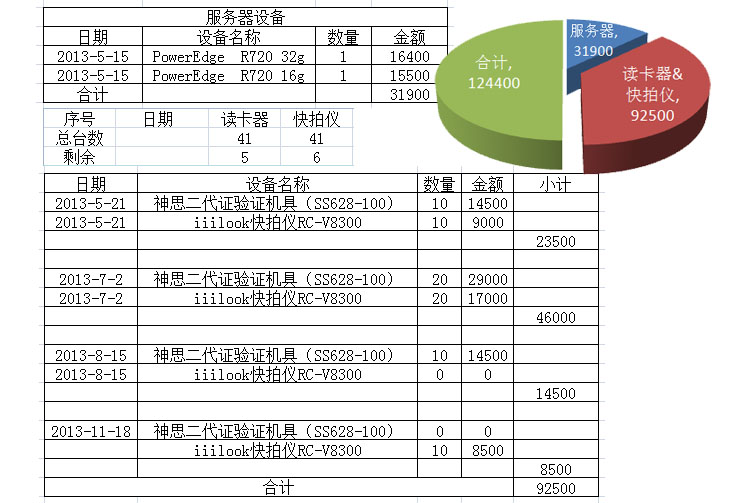 服务器设备
日期 设备名称 数量 金额
2013-5-15 PowerEdge R720 32g 1 16400
2013-5-15 PowerEdge R720 16g 1 15500
合计 31900
服务器,
31900
合计,
124400
读卡器&
快拍仪,
92500
序号 日期 读卡器 快拍仪
总台数 41 41
剩余 5 6
日期 设备名称 数量 金额 小计
2013-5-21 神思二代证验证机具（SS628-100） 10 14500
2013-5-21 iiilook快拍仪RC-V8300 10 9000
23500
2013-7-2 神思二代证验证机具（SS628-100） 20 29000
2013-7-2 iiilook快拍仪RC-V8300 20 17000
46000
2013-8-15 神思二代证验证机具（SS628-100） 10 14500
2013-8-15 iiilook快拍仪RC-V8300 0 0
14500
2013-11-18 神思二代证验证机具（SS628-100） 0 0
iiilook快拍仪RC-V8300 10 8500
8500
合计 92500